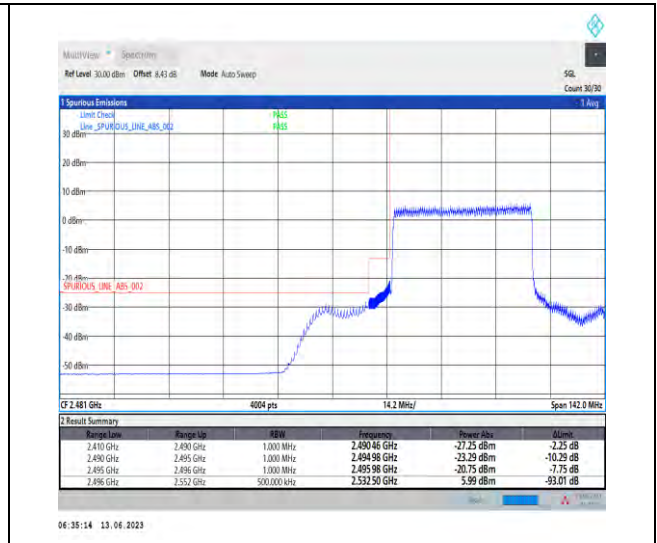 MultiView Spectrum
Ref Level 30.00 dBm Offset 8.43 dB Mode Auto Sweep SGL
Count 30/30
1 Spurious Emissions 1 Avg
Limit Check PASS
Line _SPURIOUS_LINE_ABS_002 PASS
30 dBm
20 dBm
10 dBm
0 dBm
-10 dBm
-20 dBm
SPURIOUS_LINE_ABS_002
-30 dBm
-40 dBm
-50 dBm
CF 2.481 GHz 4004 pts 14.2 MHz/ Span 142.0 MHz
2 Result Summary
Range Low Range Up RBW Frequency Power Abs ΔLimit
2.410 GHz 2.490 GHz 1.000 MHz 2.490 46 GHz -27.25 dBm -2.25 dB
2.490 GHz 2.495 GHz 1.000 MHz 2.494 98 GHz -23.29 dBm -10.29 dB
2.495 GHz 2.496 GHz 1.000 MHz 2.495 98 GHz -20.75 dBm -7.75 dB
2.496 GHz 2.552 GHz 500.000 kHz 2.532 50 GHz 5.99 dBm -93.01 dB
06:35:14 13.06.2023